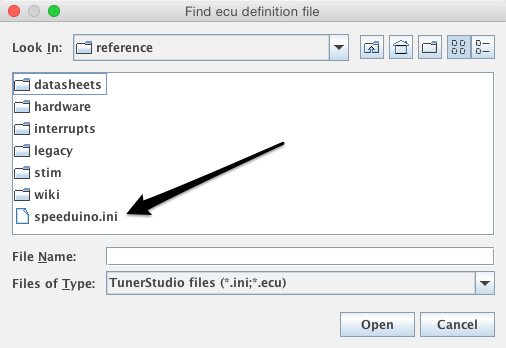 Find ecu definition file
Look In: reference
datasheets
hardware
interrupts
legacy
stim
wiki
speeduino.ini
File Name:
Files of Type: TunerStudio files (*.ini;*.ecu)
Open Cancel